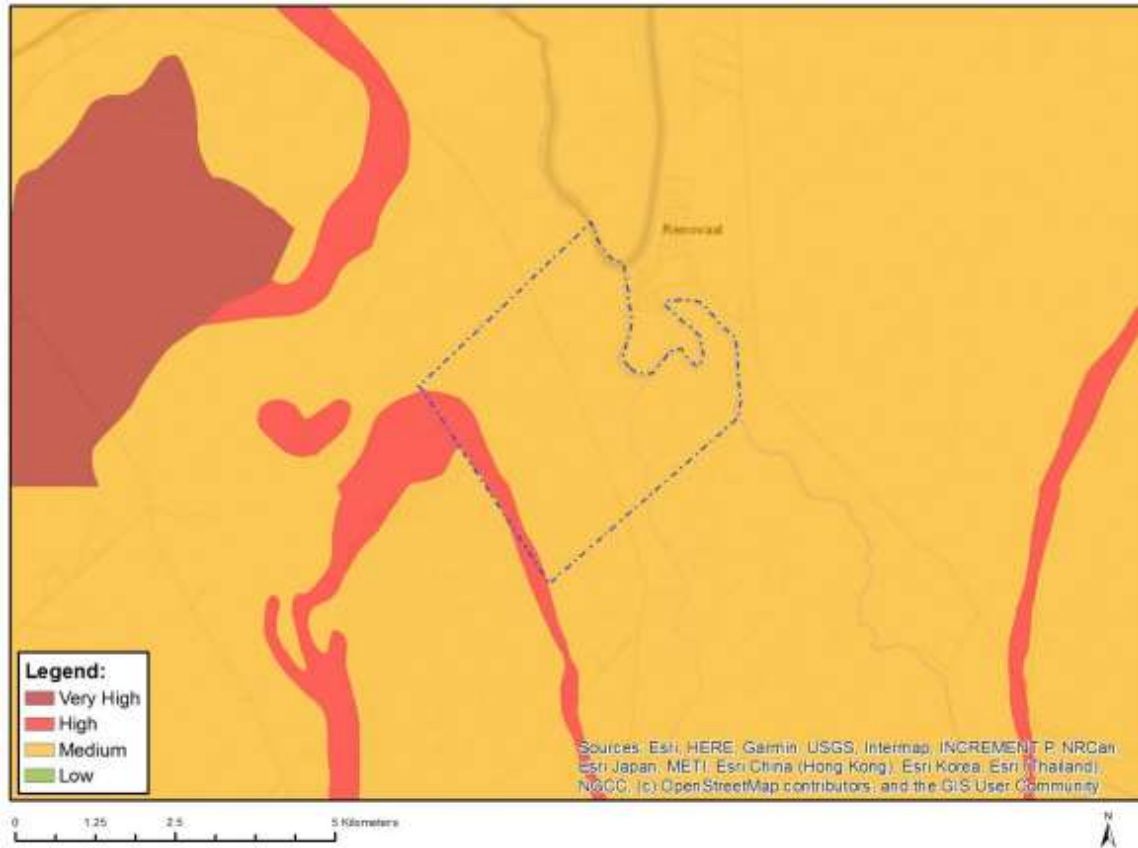 Renovaal
Legend:
Very High
High
Medium
Low
Sources: Esri, HERE, Garmin, USGS, Intermap, INCREMENT P, NRCan,
Esri Japan, METI, Esri China (Hong Kong), Esri Korea, Esri (Thailand),
NGCC, (c) OpenStreetMap contributors, and the GIS User Community
0 1.25 2.5 5 Kilometers
N